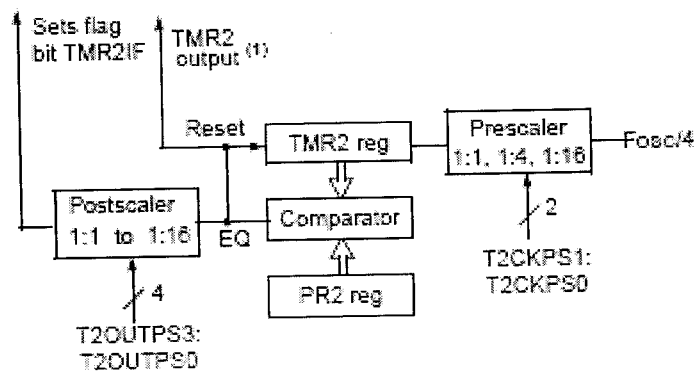 Sets flag
bit TMR2IF
TMR2
output (1)
Reset
TMR2 reg
Prescaler
1:1, 1:4, 1:16
Fosc/4
Postscaler
1:1 to 1:16
EQ
Comparator
2
T2CKPS1:
T2CKPS0
PR2 reg
4
T2OUTPS3:
T2OUTPS0